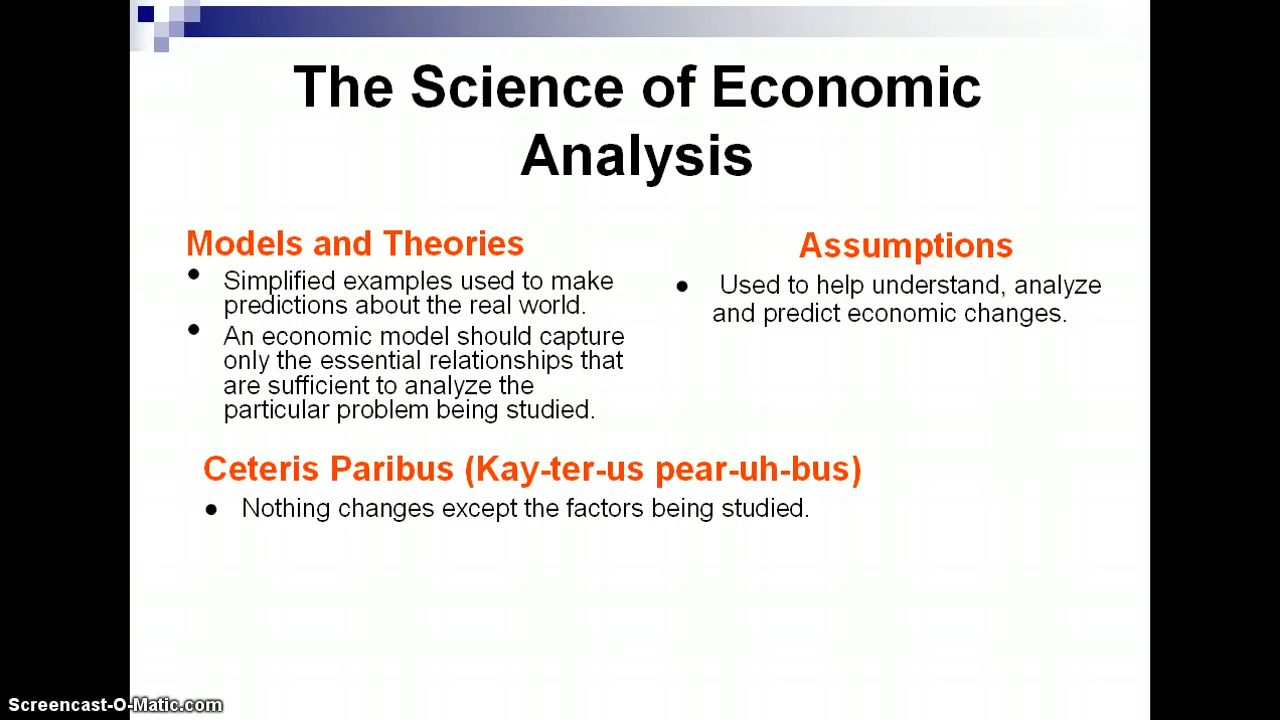 The Science of Economic
Analysis
Models and Theories
• Simplified examples used to make
predictions about the real world.
• An economic model should capture
only the essential relationships that
are sufficient to analyze the
particular problem being studied.
Assumptions
• Used to help understand, analyze
and predict economic changes.
Ceteris Paribus (Kay-ter-us pear-uh-bus)
• Nothing changes except the factors being studied.
Screencast-O-Matic.com